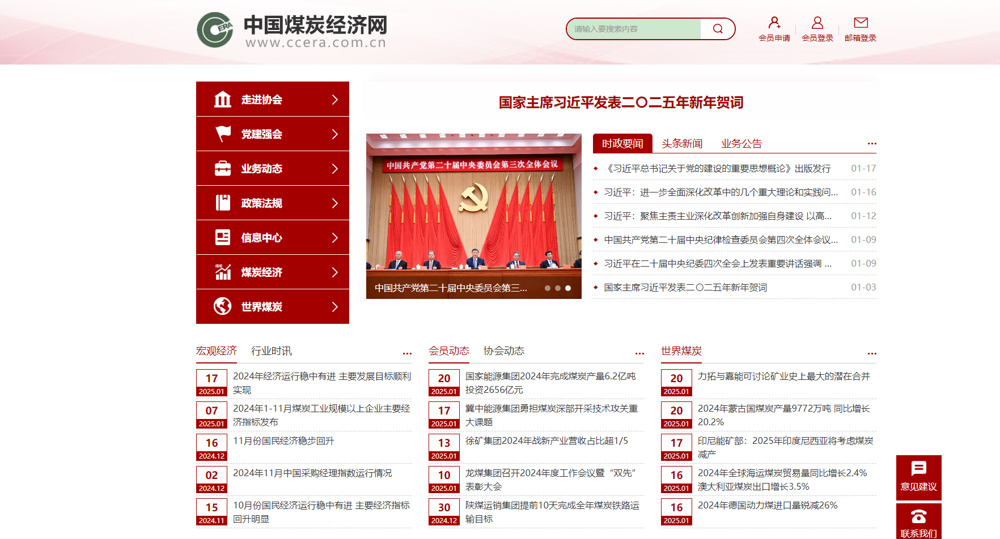 中国煤炭经济网
www.ccera.com.cn
CERA
请输入要搜索内容
会员申请
会员登录
邮箱登录
走进协会
党建强会
业务动态
政策法规
信息中心
煤炭经济
世界煤炭
国家主席习近平发表二〇二五年新年贺词
中国共产党第二十届中央委员会第三次全体会议
中国共产党第二十届中央委员会第三...
时政要闻 头条新闻 业务公告 ...
《习近平总书记关于党的建设的重要思想概论》出版发行 01-17
习近平：进一步全面深化改革中的几个重大理论和实践问... 01-16
习近平：聚焦主责主业深化改革创新加强自身建设 以高... 01-12
中国共产党第二十届中央纪律检查委员会第四次全体会议... 01-09
习近平在二十届中央纪委四次全会上发表重要讲话强调 ... 01-09
国家主席习近平发表二〇二五年新年贺词 01-03
宏观经济 行业时讯 ...
17
2025.01
2024年经济运行稳中有进 主要发展目标顺利
实现
07
2025.01
2024年1-11月煤炭工业规模以上企业主要经
济指标发布
16
2024.12
11月份国民经济稳步回升
02
2024.12
2024年11月中国采购经理指数运行情况
15
2024.11
10月份国民经济运行稳中有进 主要经济指标
回升明显
会员动态 协会动态 ...
20
2025.01
国家能源集团2024年完成煤炭产量6.2亿吨
投资2656亿元
17
2025.01
冀中能源集团勇担煤炭深部开采技术攻关重
大课题
13
2025.01
徐矿集团2024年战新产业营收占比超1/5
10
2025.01
龙煤集团召开2024年度工作会议暨“双先”
表彰大会
30
2024.12
陕煤运销集团提前10天完成全年煤炭铁路运
输目标
世界煤炭 ...
20
2025.01
力拓与嘉能可讨论矿业史上最大的潜在合并
20
2025.01
2024年蒙古国煤炭产量9772万吨 同比增长
20.2%
17
2025.01
印尼能矿部：2025年印度尼西亚将考虑煤炭
减产
16
2025.01
2024年全球海运煤炭贸易量同比增长2.4%
澳大利亚煤炭出口增长3.5%
16
2025.01
2024年德国动力煤进口量锐减26%
意见建议
联系我们